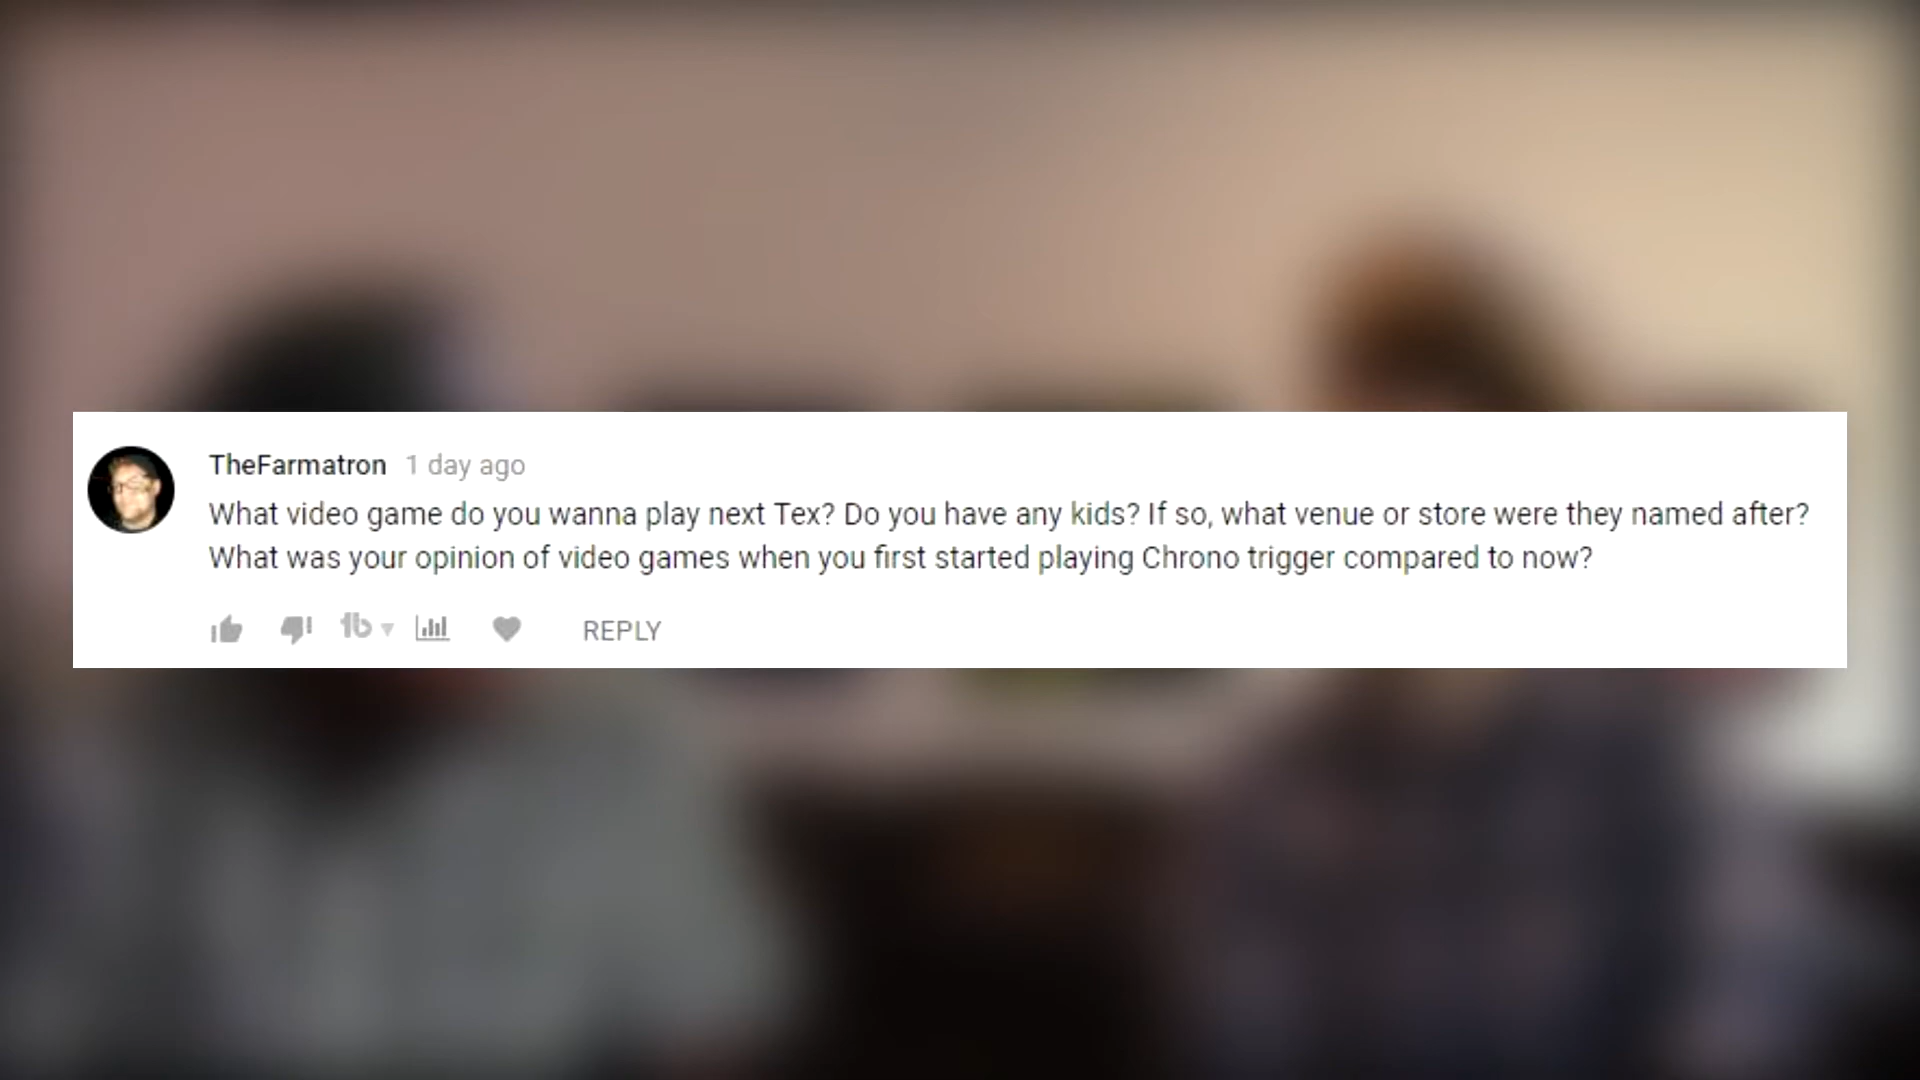 TheFarmatron 1 day ago
What video game do you wanna play next Tex? Do you have any kids? If so, what venue or store were they named after?
What was your opinion of video games when you first started playing Chrono trigger compared to now?
REPLY